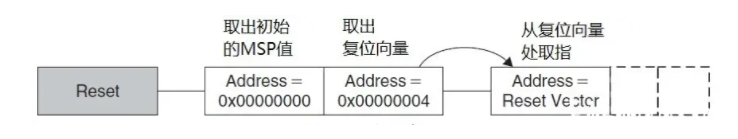 取出初始
的MSP值
取出
复位向量
从复位向量
处取指
Reset
Address =
0x00000000
Address =
0x00000004
Address =
Reset Vector